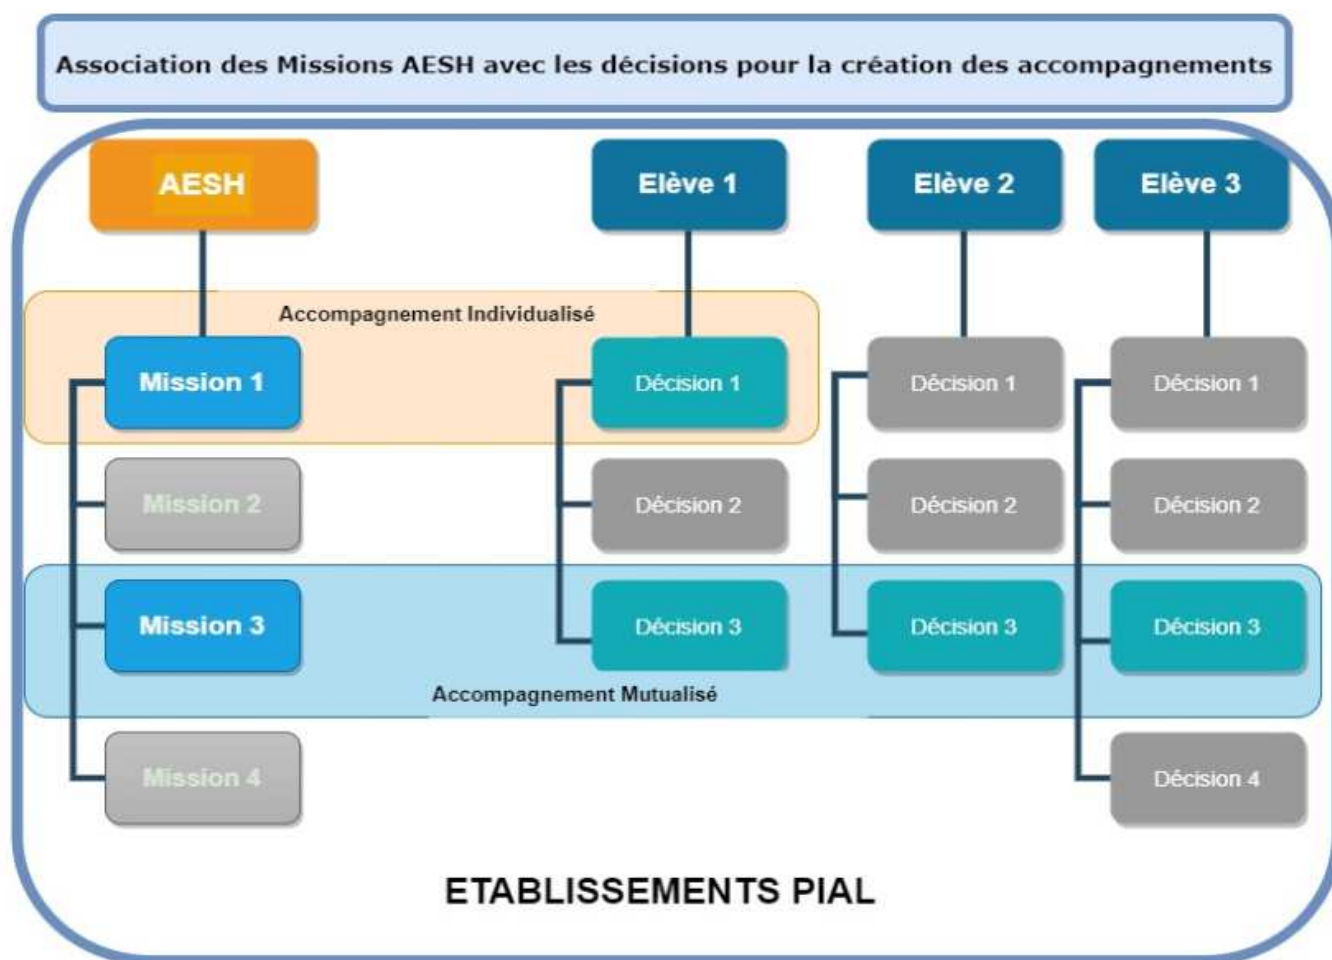 Association des Missions AESH avec les décisions pour la création des accompagnements
AESH
Elève 1
Elève 2
Elève 3
Accompagnement Individualisé
Mission 1
Décision 1
Décision 1
Décision 1
Mission 2
Décision 2
Décision 2
Décision 2
Mission 3
Décision 3
Décision 3
Décision 3
Accompagnement Mutualisé
Mission 4
Décision 4
ETABLISSEMENTS PIAL